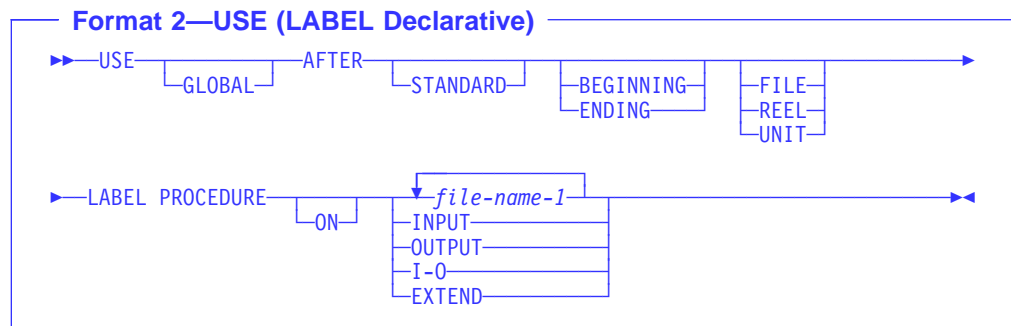 Format 2—USE (LABEL Declarative)
USE GLOBAL AFTER STANDARD BEGINNING FILE
ENDING REEL
UNIT
LABEL PROCEDURE ON file-name-1
INPUT
OUTPUT
I-O
EXTEND